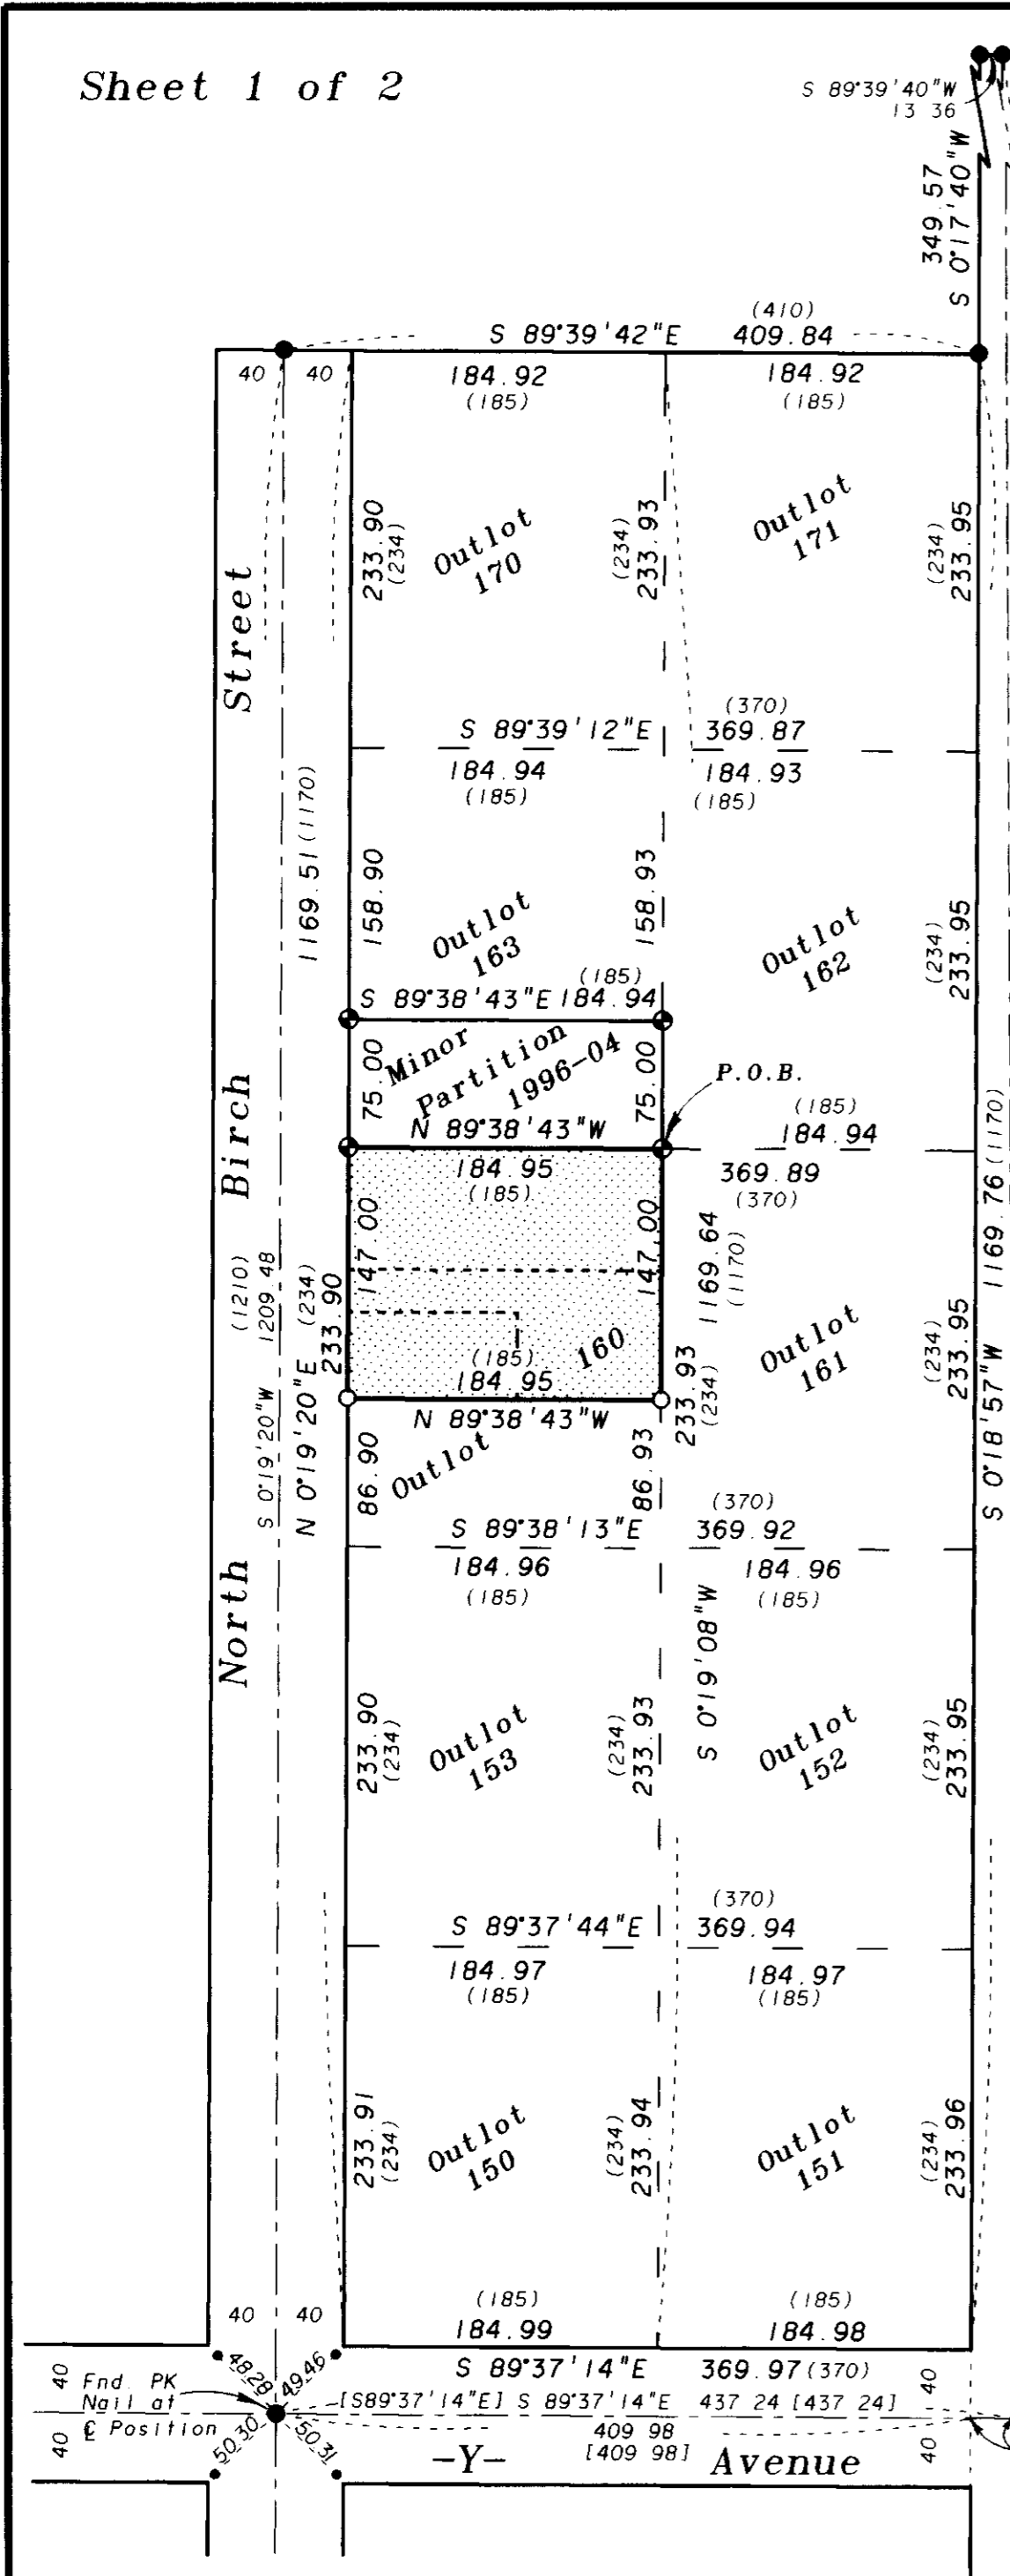 Sheet 1 of 2
S 89°39'40"W
13 36
349.57
S 0°17'40"W
(410)
S 89°39'42"E 409.84
40 40
184.92
(185)
184.92
(185)
233.90
(234)
Outlot
170
(234)
233.93
Outlot
171
(234)
233.95
Street
(370)
S 89°39'12"E 369.87
184.94
(185)
184.93
(185)
1169.51 (1170)
158.90
158.93
Outlot
163
Outlot
162
(234)
233.95
(185)
S 89°38'43"E 184.94
75.00
Minor
Partition
1996-04
75.00
P.O.B.
N 89°38'43"W
(185)
184.94
184.95
(185)
369.89
(370)
Birch
147.00
147.00
1169.64
(1170)
1169.76 (1170)
(1210)
1209.48
S 0°19'20"W
N 0°19'20"E
(234)
233.90
160
(185)
184.95
N 89°38'43"W
233.93
(234)
Outlot
161
(234)
233.95
S 0°18'57"W
86.90
Outlot
86.93
(370)
S 89°38'13"E 369.92
184.96
(185)
184.96
(185)
North
S 0°19'08"W
233.90
(234)
Outlot
153
(234)
233.93
Outlot
152
(234)
233.95
(370)
S 89°37'44"E 369.94
184.97
(185)
184.97
(185)
233.91
(234)
Outlot
150
(234)
233.94
Outlot
151
(234)
233.96
(185)
184.99
(185)
184.98
40 40
S 89°37'14"E 369.97 (370)
40
48.28
49.46
40
Fnd. PK
Nail at
℄ Position
[S89°37'14"E] S 89°37'14"E 437 24 [437 24]
40
50.30
50.31
409 98
[409 98]
40
-Y- Avenue